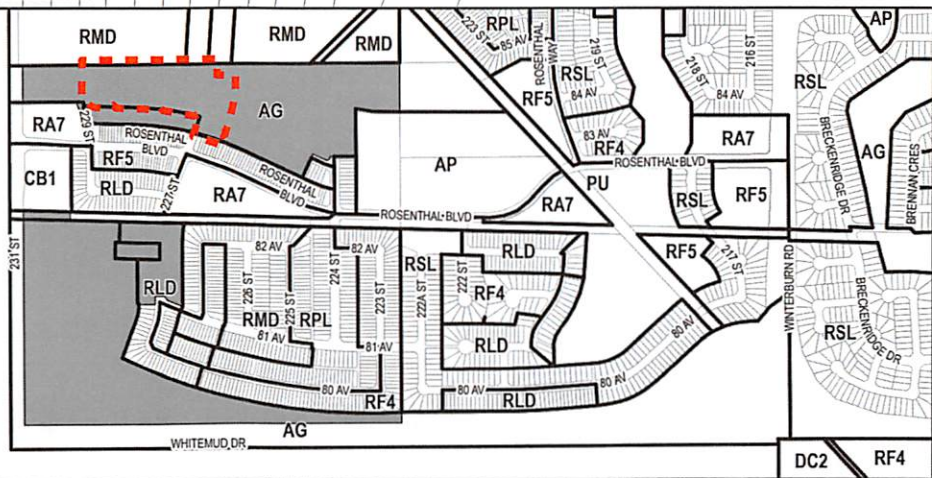 RMD
RMD
RMD
RPL
223 ST
85 AV
ROSENTHAL
WAY
219 ST
RSL
84 AV
218 ST
216 ST
84 AV
AP
RSL
AG
RF5
RA7
229 ST
ROSENTHAL
BLVD
RF5
83 AV
RF4
RA7
BRECKENRIDGE DR
AG
BRENNAN CRES
CB1
RLD
227 ST
ROSENTHAL
BLVD
RA7
AP
ROSENTHAL BLVD
PU
RA7
RSL
RF5
ROSENTHAL BLVD
231 ST
82 AV
82 AV
RLD
RSL
RLD
RF5
217 ST
WINTERBURN RD
226 ST
225 ST
224 ST
223 ST
222A ST
222 ST
RF4
RMD
RPL
81 AV
81 AV
RLD
80 AV
RSL
BRECKENRIDGE DR
80 AV
80 AV
80 AV
80 AV
RF4
RLD
AG
WHITEMUD DR
DC2
RF4